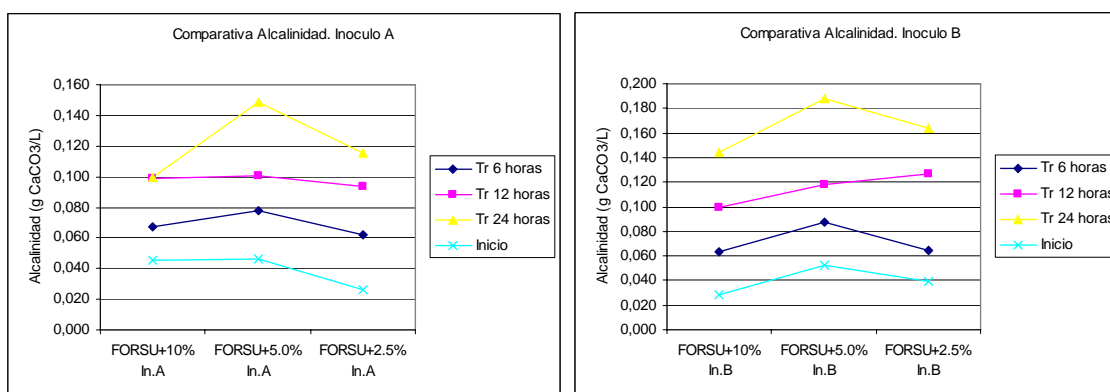 Comparativa Alcalinidad. Inoculo A
Alcalinidad (g CaCO3/L)
0,160
0,140
0,120
0,100
0,080
0,060
0,040
0,020
0,000
FORSU+10% In.A
FORSU+5.0% In.A
FORSU+2.5% In.A
Tr 6 horas
Tr 12 horas
Tr 24 horas
Inicio
Comparativa Alcalinidad. Inoculo B
Alcalinidad (g CaCO3/L)
0,200
0,180
0,160
0,140
0,120
0,100
0,080
0,060
0,040
0,020
0,000
FORSU+10% In.B
FORSU+5.0% In.B
FORSU+2.5% In.B
Tr 6 horas
Tr 12 horas
Tr 24 horas
Inicio